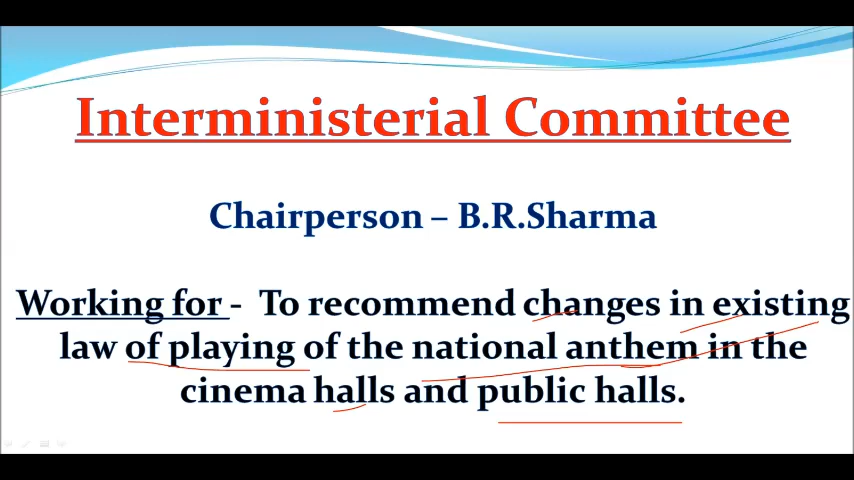 Interministerial Committee
Chairperson – B.R.Sharma
Working for - To recommend changes in existing
law of playing of the national anthem in the
cinema halls and public halls.